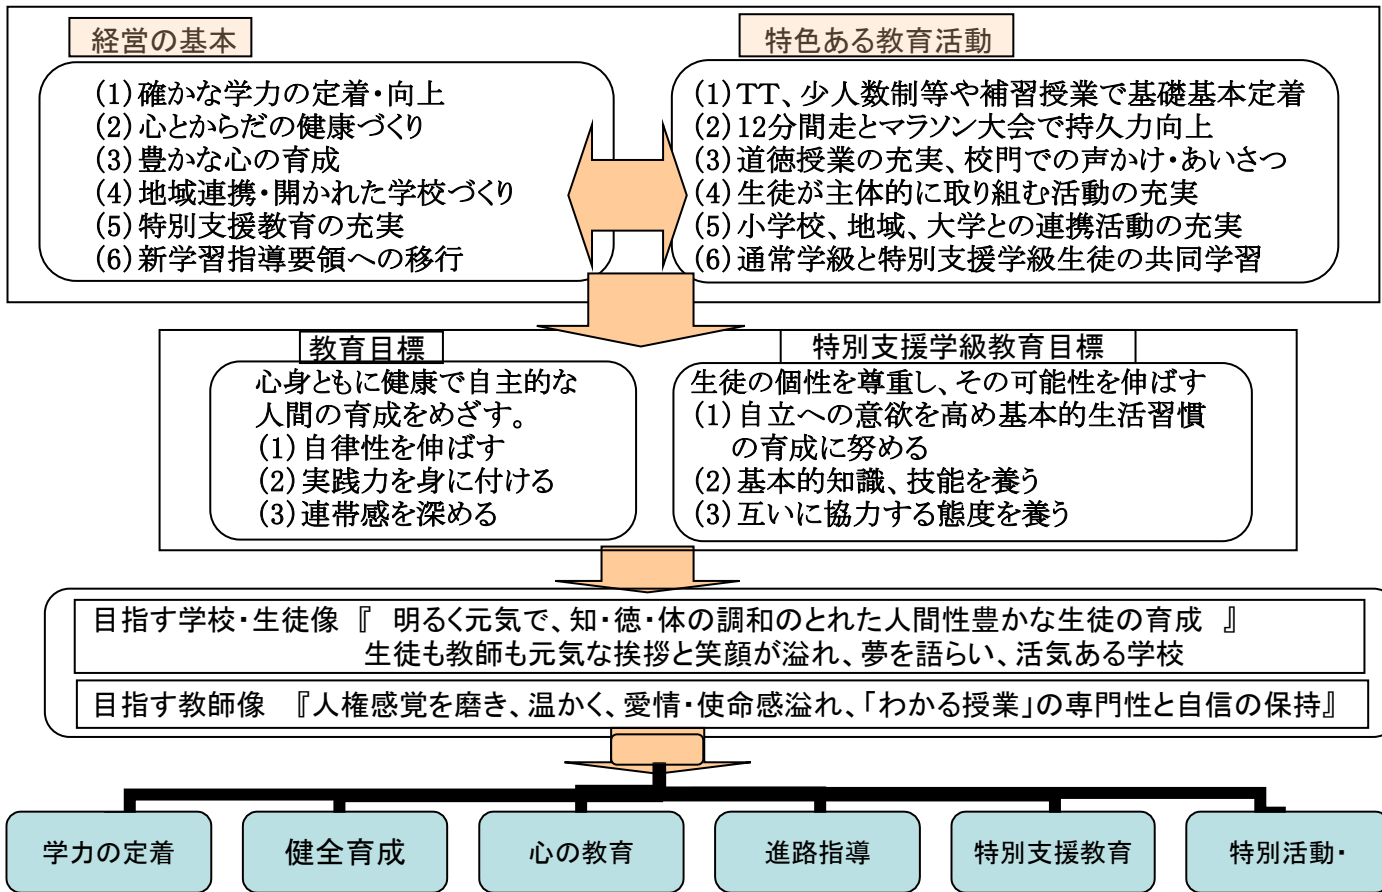 経営の基本
(1)確かな学力の定着・向上
(2)心とからだの健康づくり
(3)豊かな心の育成
(4)地域連携・開かれた学校づくり
(5)特別支援教育の充実
(6)新学習指導要領への移行
特色ある教育活動
(1)TT、少人数制等や補習授業で基礎基本定着
(2)12分間走とマラソン大会で持久力向上
(3)道徳授業の充実、校門での声かけ・あいさつ
(4)生徒が主体的に取り組む活動の充実
(5)小学校、地域、大学との連携活動の充実
(6)通常学級と特別支援学級生徒の共同学習
教育目標
心身ともに健康で自主的な
人間の育成をめざす。
(1)自律性を伸ばす
(2)実践力を身に付ける
(3)連帯感を深める
特別支援学級教育目標
生徒の個性を尊重し、その可能性を伸ばす
(1)自立への意欲を高め基本的生活習慣
の育成に努める
(2)基本的知識、技能を養う
(3)互いに協力する態度を養う
目指す学校・生徒像 『 明るく元気で、知・徳・体の調和のとれた人間性豊かな生徒の育成 』
生徒も教師も元気な挨拶と笑顔が溢れ、夢を語らい、活気ある学校
目指す教師像 『人権感覚を磨き、温かく、愛情・使命感溢れ、「わかる授業」の専門性と自信の保持』
学力の定着
健全育成
心の教育
進路指導
特別支援教育
特別活動・